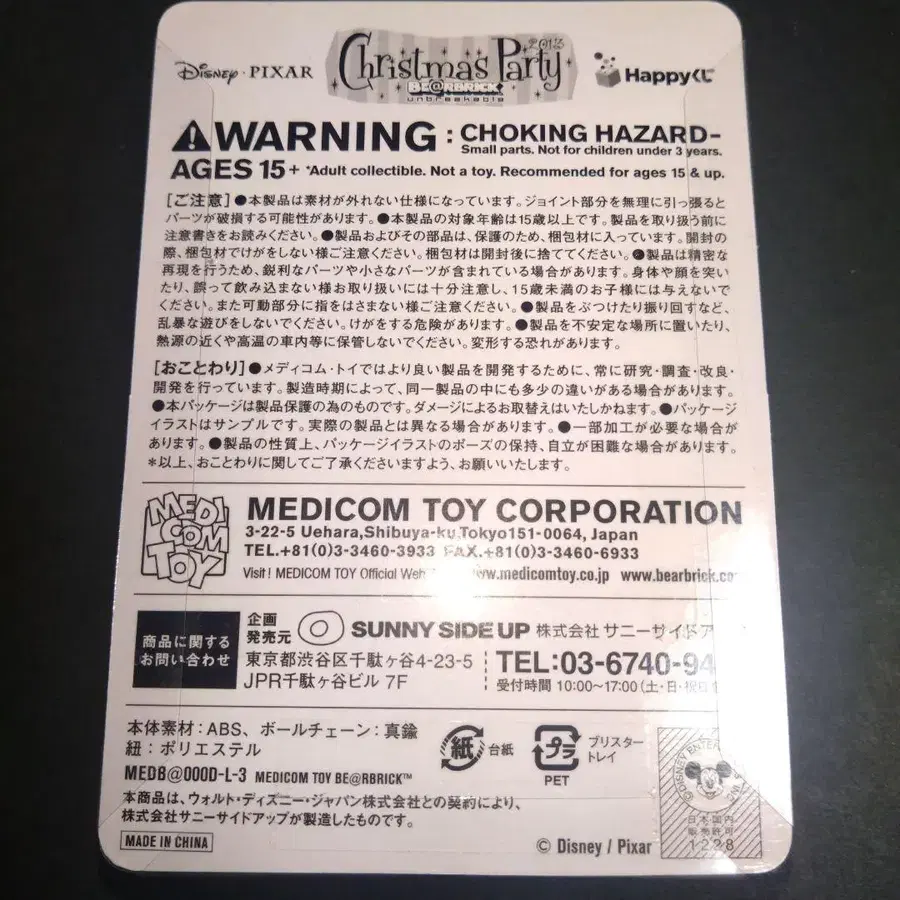 Disney・PIXAR
Christmas Party 2013
BE@RBRICK
unbreakable
Happyくじ
WARNING : CHOKING HAZARD-
Small parts. Not for children under 3 years.
AGES 15+ *Adult collectible. Not a toy. Recommended for ages 15 & up.
[ご注意]●本製品は素材が外れない仕様になっています。ジョイント部分を無理に引っ張ると
パーツが破損する可能性があります。●本製品の対象年齢は15歳以上です。製品を取り扱う前に
注意書きをお読みください。●製品およびその部品は、保護のため、梱包材に入っています。開封の
際、梱包材でけがをしない様ご注意ください。梱包材は開封後に捨ててください。●製品は精密な
再現を行うため、鋭利なパーツや小さなパーツが含まれている場合があります。身体や顔を突い
たり、誤って飲み込まない様お取り扱いには十分注意し、15歳未満のお子様には与えないで
ください。また可動部分に指をはさまない様ご注意ください。●製品をぶつけたり振り回すなど、
乱暴な遊びをしないでください。けがをする危険があります。●製品を不安定な場所に置いたり、
熱源の近くや高温の車内等に保管しないでください。変形する恐れがあります。
[おことわり]●メディコム・トイではより良い製品を開発するために、常に研究・調査・改良・
開発を行っています。製造時期によって、同一製品の中にも多少の違いがある場合があります。
●本パッケージは製品保護の為のものです。ダメージによるお取替えはいたしかねます。●パッケージ
イラストはサンプルです。実際の製品とは異なる場合があります。●一部加工が必要な場合が
あります。●製品の性質上、パッケージイラストのポーズの保持、自立が困難な場合があります。
*以上、おことわりに関してご了承くださいますよう、お願いいたします。
MEDI
COM
TOY
MEDICOM TOY CORPORATION
3-22-5 Uehara,Shibuya-ku,Tokyo151-0064, Japan
TEL.+81(0)3-3460-3933 FAX.+81(0)3-3460-6933
Visit ! MEDICOM TOY Official Web www.medicomtoy.co.jp www.bearbrick.co
商品に関する
お問い合わせ
企画
発売元
SUNNY SIDE UP 株式会社 サニーサイドア
東京都渋谷区千駄ヶ谷4-23-5
JPR千駄ヶ谷ビル 7F
TEL:03-6740-94
受付時間 10:00～17:00(土・日・祝日
本体素材:ABS、ボールチェーン:真鍮
紐:ポリエステル
紙 台紙
プラ
PET
ブリスター
トレイ
MEDB@000D-L-3 MEDICOM TOY BE@RBRICK™
本商品は、ウォルト・ディズニー・ジャパン株式会社との契約により、
株式会社サニーサイドアップが製造したものです。
MADE IN CHINA
© Disney / Pixar
© DISNEY ENTER
日本国内
販売許可
1228